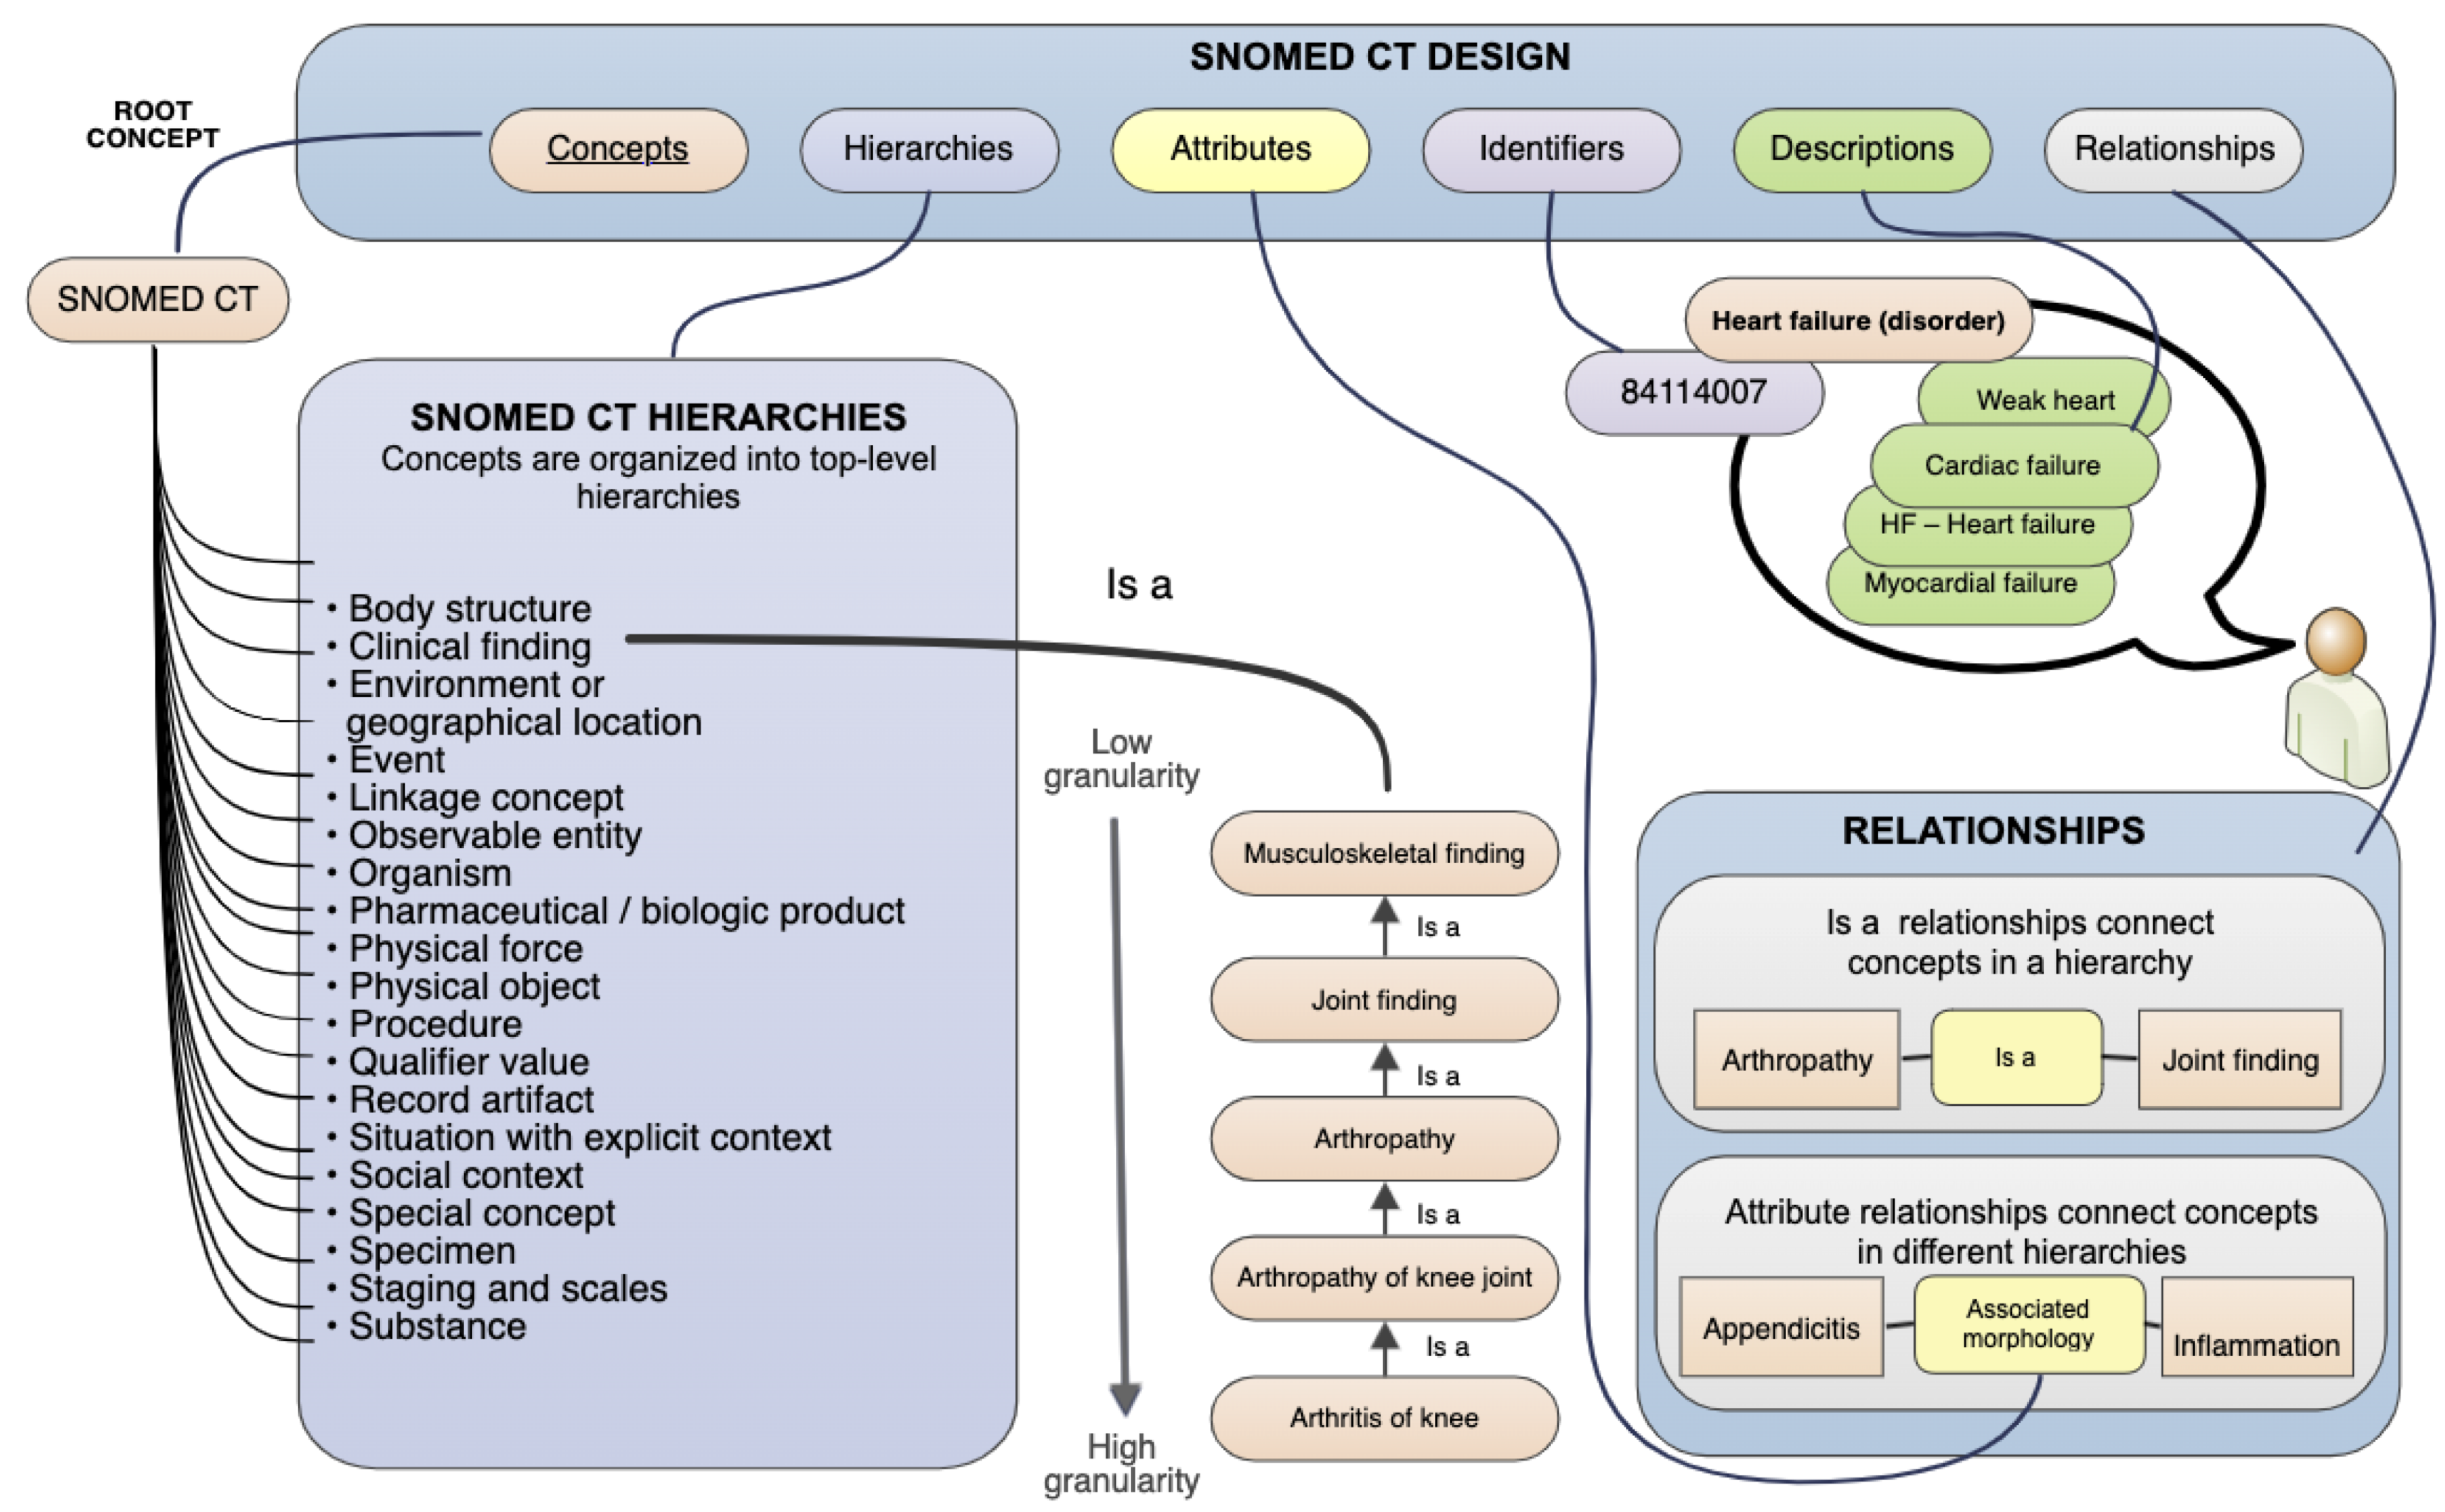 SNOMED CT DESIGN
ROOT
CONCEPT
Concepts
Hierarchies
Attributes
Identifiers
Descriptions
Relationships
SNOMED CT
SNOMED CT HIERARCHIES
Concepts are organized into top-level
hierarchies
• Body structure
• Clinical finding
• Environment or
geographical location
• Event
• Linkage concept
• Observable entity
• Organism
• Pharmaceutical / biologic product
• Physical force
• Physical object
• Procedure
• Qualifier value
• Record artifact
• Situation with explicit context
• Social context
• Special concept
• Specimen
• Staging and scales
• Substance
Is a
Low
granularity
High
granularity
Musculoskeletal finding
Is a
Joint finding
Is a
Arthropathy
Is a
Arthropathy of knee joint
Is a
Arthritis of knee
Heart failure (disorder)
84114007
Weak heart
Cardiac failure
HF – Heart failure
Myocardial failure
RELATIONSHIPS
Is a relationships connect
concepts in a hierarchy
Arthropathy
Is a
Joint finding
Attribute relationships connect concepts
in different hierarchies
Appendicitis
Associated
morphology
Inflammation